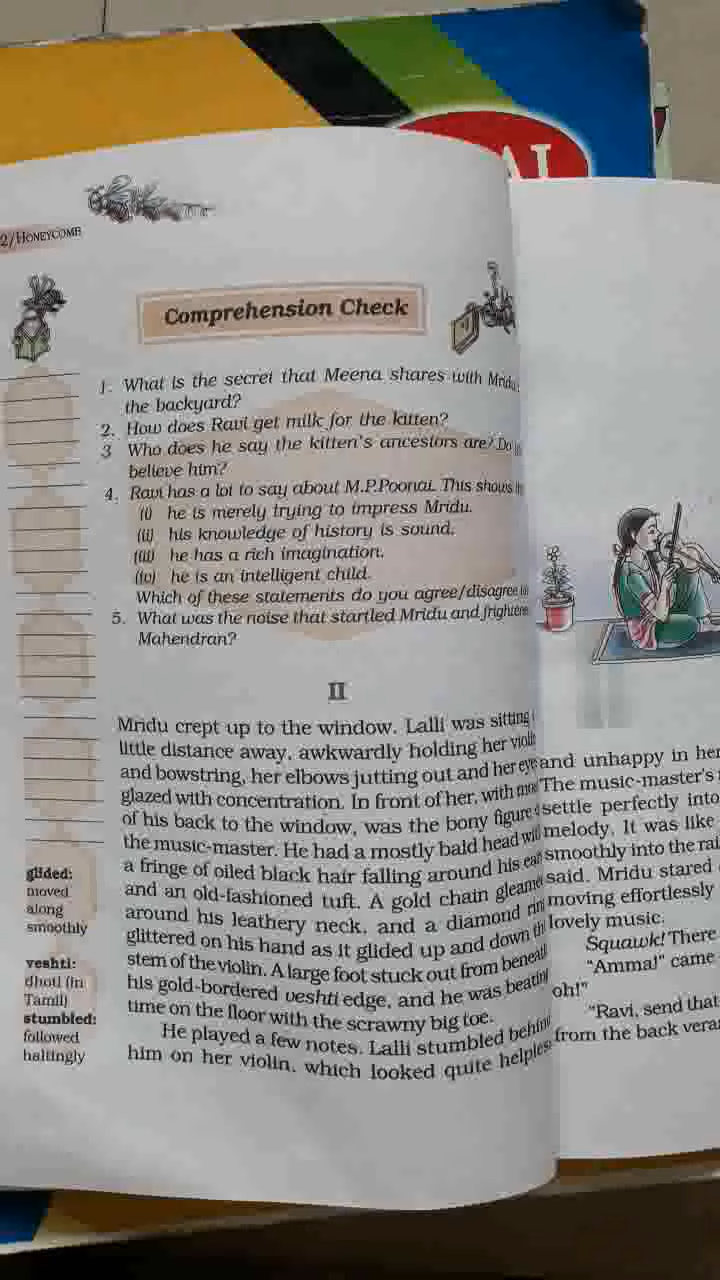 AL
2/HONEYCOMB
Comprehension Check
1. What is the secret that Meena shares with Mridu
the backyard?
2. How does Ravi get milk for the kitten?
3 Who does he say the kitten's ancestors are? Do
believe him?
4. Ravi has a lot to say about M.P.Poonai. This shows
(i) he is merely trying to impress Mridu.
(ii) his knowledge of history is sound.
(iii) he has a rich imagination.
(iv) he is an intelligent child.
Which of these statements do you agree/disagree
5. What was the noise that startled Mridu and frightene
Mahendran?
II
Mridu crept up to the window. Lalli was sitting
little distance away, awkwardly holding her violi
and bowstring, her elbows jutting out and her eye
glazed with concentration. In front of her, with mo
of his back to the window, was the bony figure
the music-master. He had a mostly bald head wi
a fringe of oiled black hair falling around his ear
and an old-fashioned tuft. A gold chain gleame
around his leathery neck, and a diamond rin
glittered on his hand as it glided up and down th
stem of the violin. A large foot stuck out from beneat
his gold-bordered veshti edge, and he was beating
time on the floor with the scrawny big toe.
He played a few notes. Lalli stumbled behin
him on her violin, which looked quite helples
glided:
moved
along
smoothly
veshti:
dhoti (in
Tamil)
stumbled:
followed
haltingly
and unhappy in her
The music-master's
settle perfectly into
melody. It was like
smoothly into the rai
said. Mridu stared
moving effortlessly
lovely music.
Squawk! There
"Amma!" came
oh!"
"Ravi, send that
from the back vera